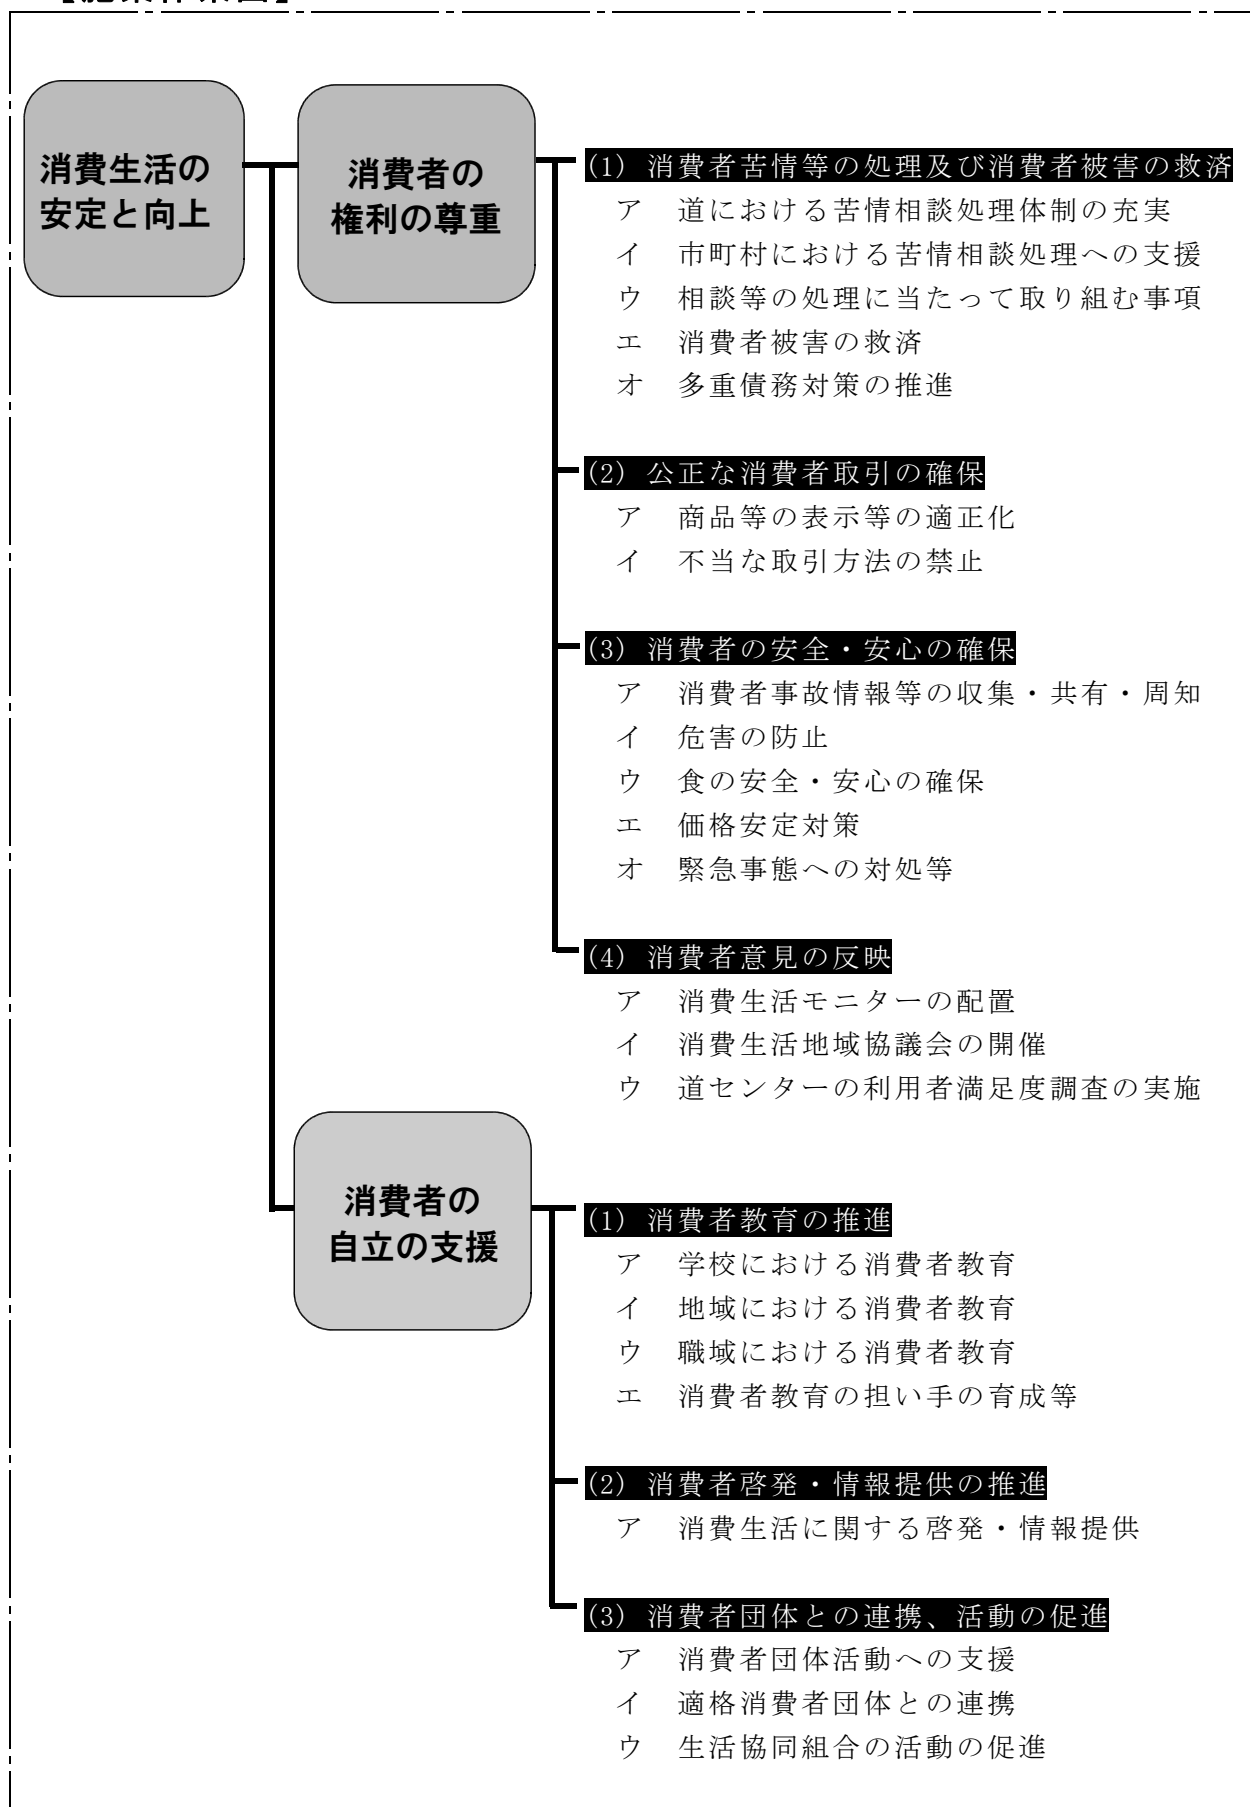 消費生活の
安定と向上
消費者の
権利の尊重
(1) 消費者苦情等の処理及び消費者被害の救済
ア 道における苦情相談処理体制の充実
イ 市町村における苦情相談処理への支援
ウ 相談等の処理に当たって取り組む事項
エ 消費者被害の救済
オ 多重債務対策の推進
(2) 公正な消費者取引の確保
ア 商品等の表示等の適正化
イ 不当な取引方法の禁止
(3) 消費者の安全・安心の確保
ア 消費者事故情報等の収集・共有・周知
イ 危害の防止
ウ 食の安全・安心の確保
エ 価格安定対策
オ 緊急事態への対処等
(4) 消費者意見の反映
ア 消費生活モニターの配置
イ 消費生活地域協議会の開催
ウ 道センターの利用者満足度調査の実施
消費者の
自立の支援
(1) 消費者教育の推進
ア 学校における消費者教育
イ 地域における消費者教育
ウ 職域における消費者教育
エ 消費者教育の担い手の育成等
(2) 消費者啓発・情報提供の推進
ア 消費生活に関する啓発・情報提供
(3) 消費者団体との連携、活動の促進
ア 消費者団体活動への支援
イ 適格消費者団体との連携
ウ 生活協同組合の活動の促進